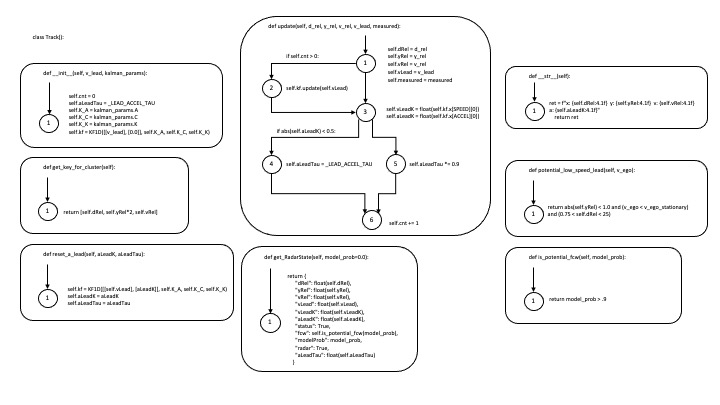 class Track():
def __init__(self, v_lead, kalman_params):
self.cnt = 0
self.aLeadTau = _LEAD_ACCEL_TAU
self.K_A = kalman_params.A
self.K_C = kalman_params.C
self.K_K = kalman_params.K
self.kf = KF1D([[v_lead], [0.0]], self.K_A, self.K_C, self.K_K)
1
def get_key_for_cluster(self):
1
return [self.dRel, self.yRel*2, self.vRel]
def reset_a_lead(self, aLeadK, aLeadTau):
self.kf = KF1D([[self.vLead], [aLeadK]], self.K_A, self.K_C, self.K_K)
self.aLeadK = aLeadK
self.aLeadTau = aLeadTau
1
def update(self, d_rel, y_rel, v_rel, v_lead, measured):
if self.cnt > 0:
1
self.dRel = d_rel
self.yRel = y_rel
self.vRel = v_rel
self.vLead = v_lead
self.measured = measured
2
self.kf.update(self.vLead)
3
self.vLeadK = float(self.kf.x[SPEED][0])
self.aLeadK = float(self.kf.x[ACCEL][0])
if abs(self.aLeadK) < 0.5:
4
self.aLeadTau = _LEAD_ACCEL_TAU
5
self.aLeadTau *= 0.9
6
self.cnt += 1
def get_RadarState(self, model_prob=0.0):
return {
"dRel": float(self.dRel),
"yRel": float(self.yRel),
"vRel": float(self.vRel),
"vLead": float(self.vLead),
"vLeadK": float(self.vLeadK),
"aLeadK": float(self.aLeadK),
"status": True,
"fcw": self.is_potential_fcw(model_prob),
"modelProb": model_prob,
"radar": True,
"aLeadTau": float(self.aLeadTau)
}
1
def __str__(self):
1
ret = f"x: {self.dRel:4.1f} y: {self.yRel:4.1f} v: {self.vRel:4.1f}
a: {self.aLeadK:4.1f}"
return ret
def potential_low_speed_lead(self, v_ego):
1
return abs(self.yRel) < 1.0 and (v_ego < v_ego_stationary)
and (0.75 < self.dRel < 25)
def is_potential_fcw(self, model_prob):
1
return model_prob > .9